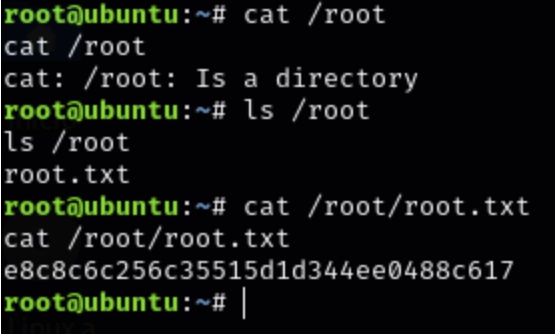 root@ubuntu:~# cat /root
cat /root
cat: /root: Is a directory
root@ubuntu:~# ls /root
ls /root
root.txt
root@ubuntu:~# cat /root/root.txt
cat /root/root.txt
e8c8c6c256c35515d1d344ee0488c617
root@ubuntu:~#